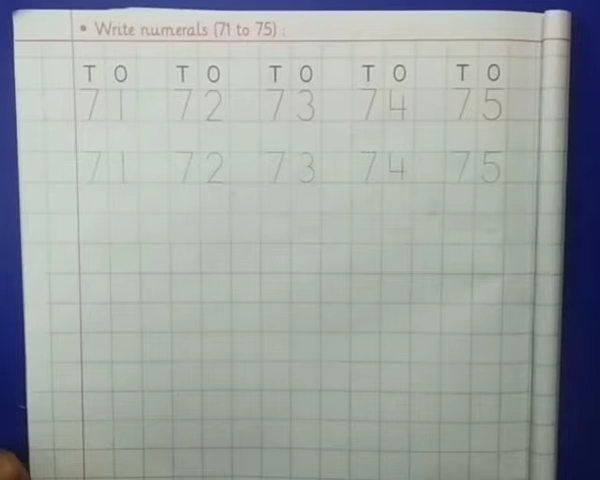 • Write numerals (71 to 75) :
T O T O T O T O T O
71 72 73 74 75
71 72 73 74 75